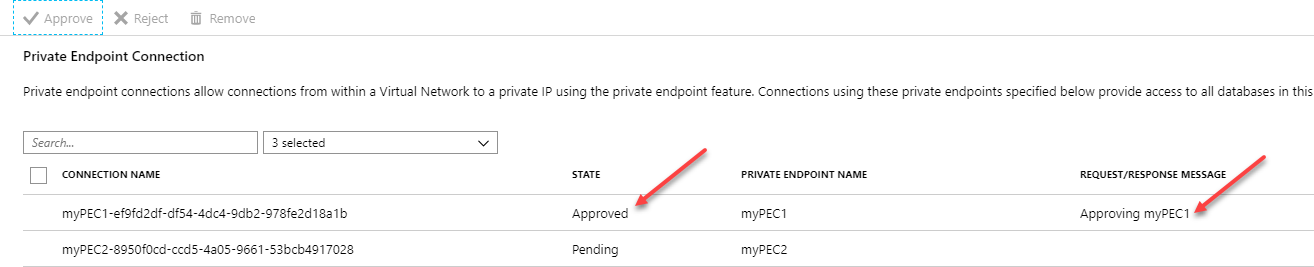 Approve Reject Remove
Private Endpoint Connection
Private endpoint connections allow connections from within a Virtual Network to a private IP using the private endpoint feature. Connections using these private endpoints specified below provide access to all databases in this
Search... 3 selected
CONNECTION NAME STATE PRIVATE ENDPOINT NAME REQUEST/RESPONSE MESSAGE
myPEC1-ef9fd2df-df54-4dc4-9db2-978fe2d18a1b Approved myPEC1 Approving myPEC1
myPEC2-8950f0cd-ccd5-4a05-9661-53bcb4917028 Pending myPEC2